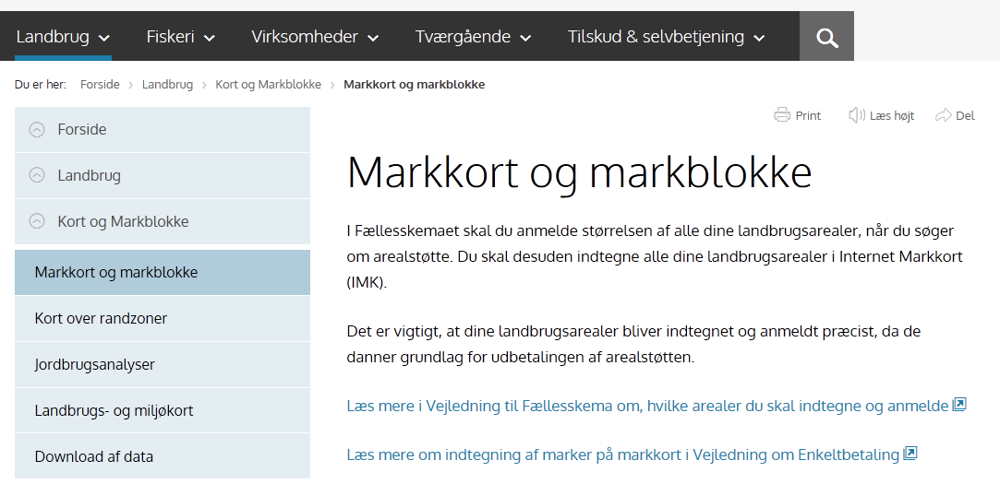 Landbrug Fiskeri Virksomheder Tværgående Tilskud & selvbetjening
Du er her: Forside › Landbrug › Kort og Markblokke › Markkort og markblokke
Print Læs højt Del
Forside
Landbrug
Kort og Markblokke
Markkort og markblokke
Kort over randzoner
Jordbrugsanalyser
Landbrugs- og miljøkort
Download af data
Markkort og markblokke
I Fællesskemaet skal du anmelde størrelsen af alle dine landbrugsarealer, når du søger
om arealstøtte. Du skal desuden indtegne alle dine landbrugsarealer i Internet Markkort
(IMK).
Det er vigtigt, at dine landbrugsarealer bliver indtegnet og anmeldt præcist, da de
danner grundlag for udbetalingen af arealstøtten.
Læs mere i Vejledning til Fællesskema om, hvilke arealer du skal indtegne og anmelde
Læs mere om indtegning af marker på markkort i Vejledning om Enkeltbetaling